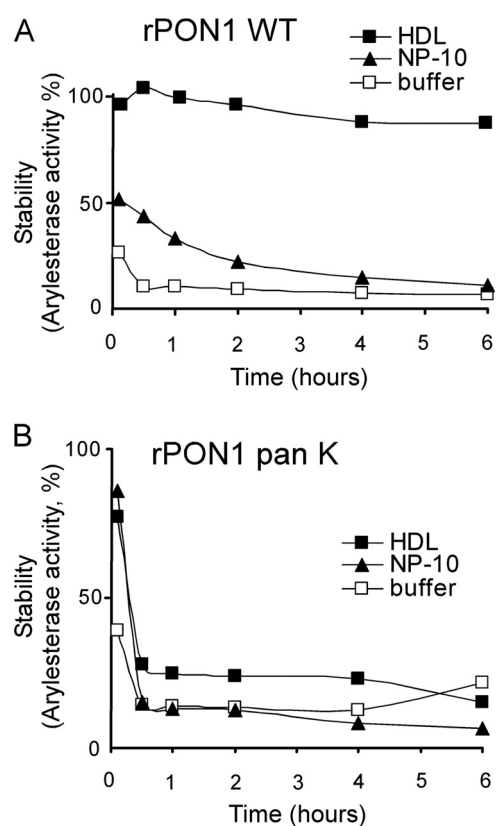 A
rPON1 WT
HDL
NP-10
buffer
Stability
(Arylesterase activity %)
100
50
0
0 1 2 3 4 5 6
Time (hours)
B
rPON1 pan K
HDL
NP-10
buffer
Stability
(Arylesterase activity, %)
100
50
0
0 1 2 3 4 5 6
Time (hours)